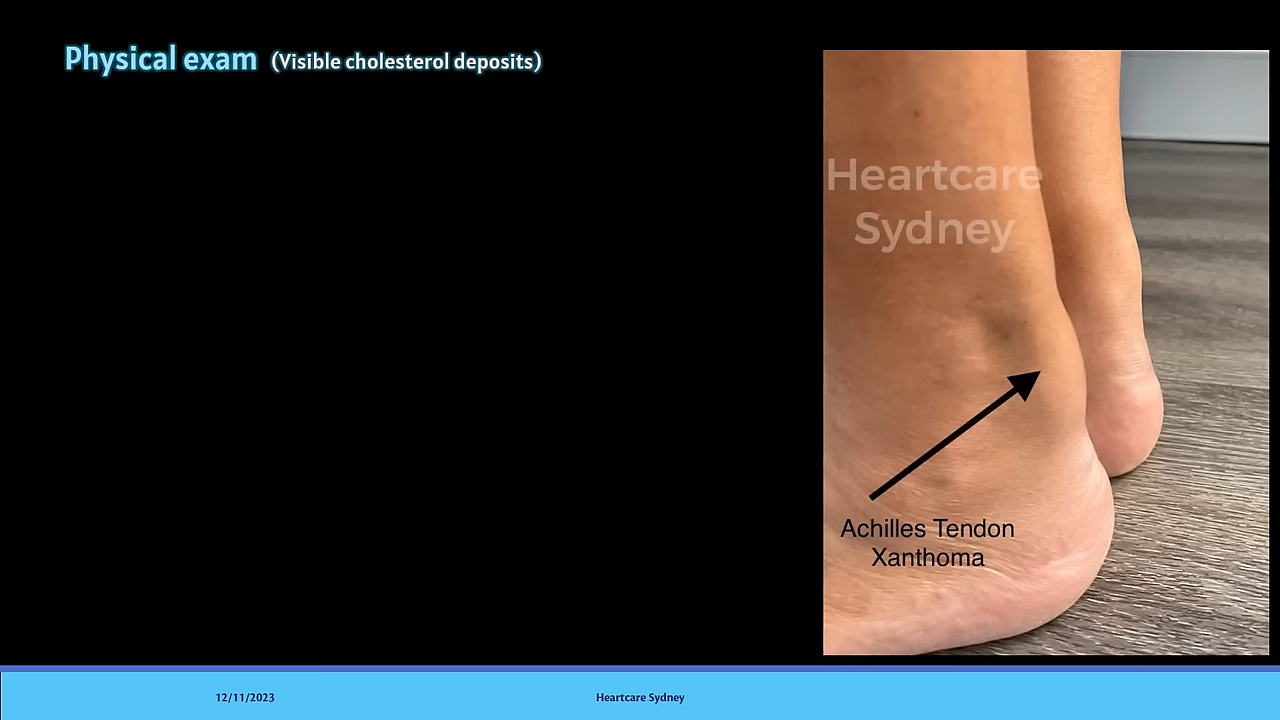 Physical exam (Visible cholesterol deposits)
Heartcare
Sydney
Achilles Tendon
Xanthoma
12/11/2023
Heartcare Sydney